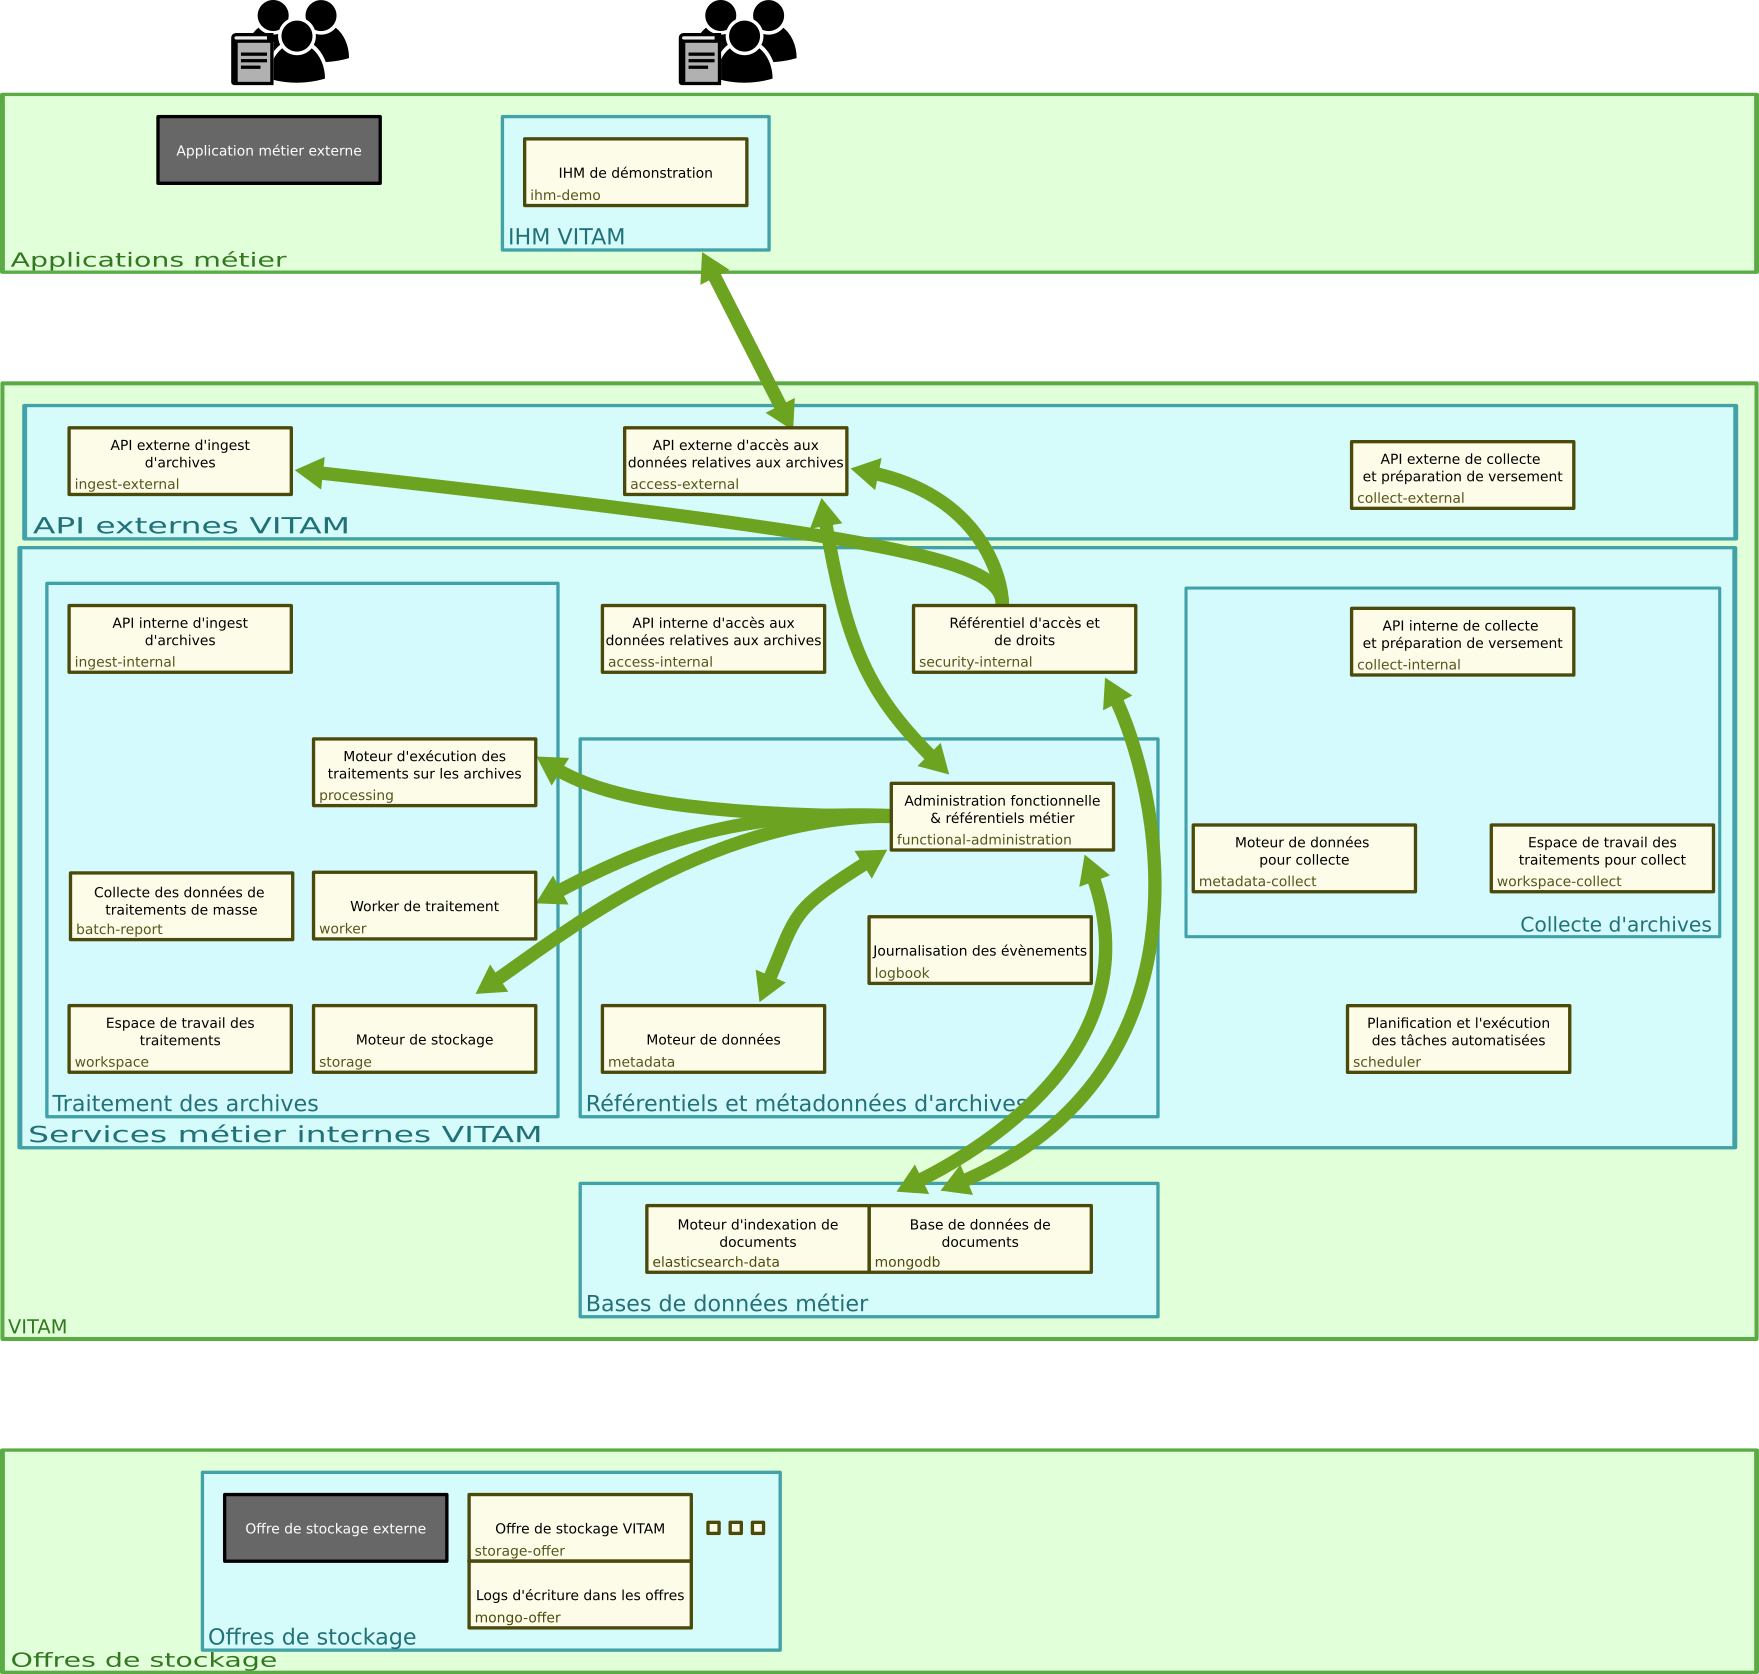 Application métier externe
IHM de démonstration
ihm-demo
IHM VITAM
Applications métier
API externe d'ingest
d'archives
ingest-external
API externe d'accès aux
données relatives aux archives
access-external
API externe de collecte
et préparation de versement
collect-external
API externes VITAM
API interne d'ingest
d'archives
ingest-internal
API interne d'accès aux
données relatives aux archives
access-internal
Référentiel d'accès et
de droits
security-internal
API interne de collecte
et préparation de versement
collect-internal
Moteur d'exécution des
traitements sur les archives
processing
Administration fonctionnelle
& référentiels métier
functional-administration
Moteur de données
pour collecte
metadata-collect
Espace de travail des
traitements pour collect
workspace-collect
Collecte d'archives
Collecte des données de
traitements de masse
batch-report
Worker de traitement
worker
Journalisation des évènements
logbook
Espace de travail des
traitements
workspace
Moteur de stockage
storage
Moteur de données
metadata
Planification et l'exécution
des tâches automatisées
scheduler
Traitement des archives
Référentiels et métadonnées d'archives
Services métier internes VITAM
Moteur d'indexation de
documents
elasticsearch-data
Base de données de
documents
mongodb
Bases de données métier
VITAM
Offre de stockage externe
Offre de stockage VITAM
storage-offer
Logs d'écriture dans les offres
mongo-offer
Offres de stockage
Offres de stockage